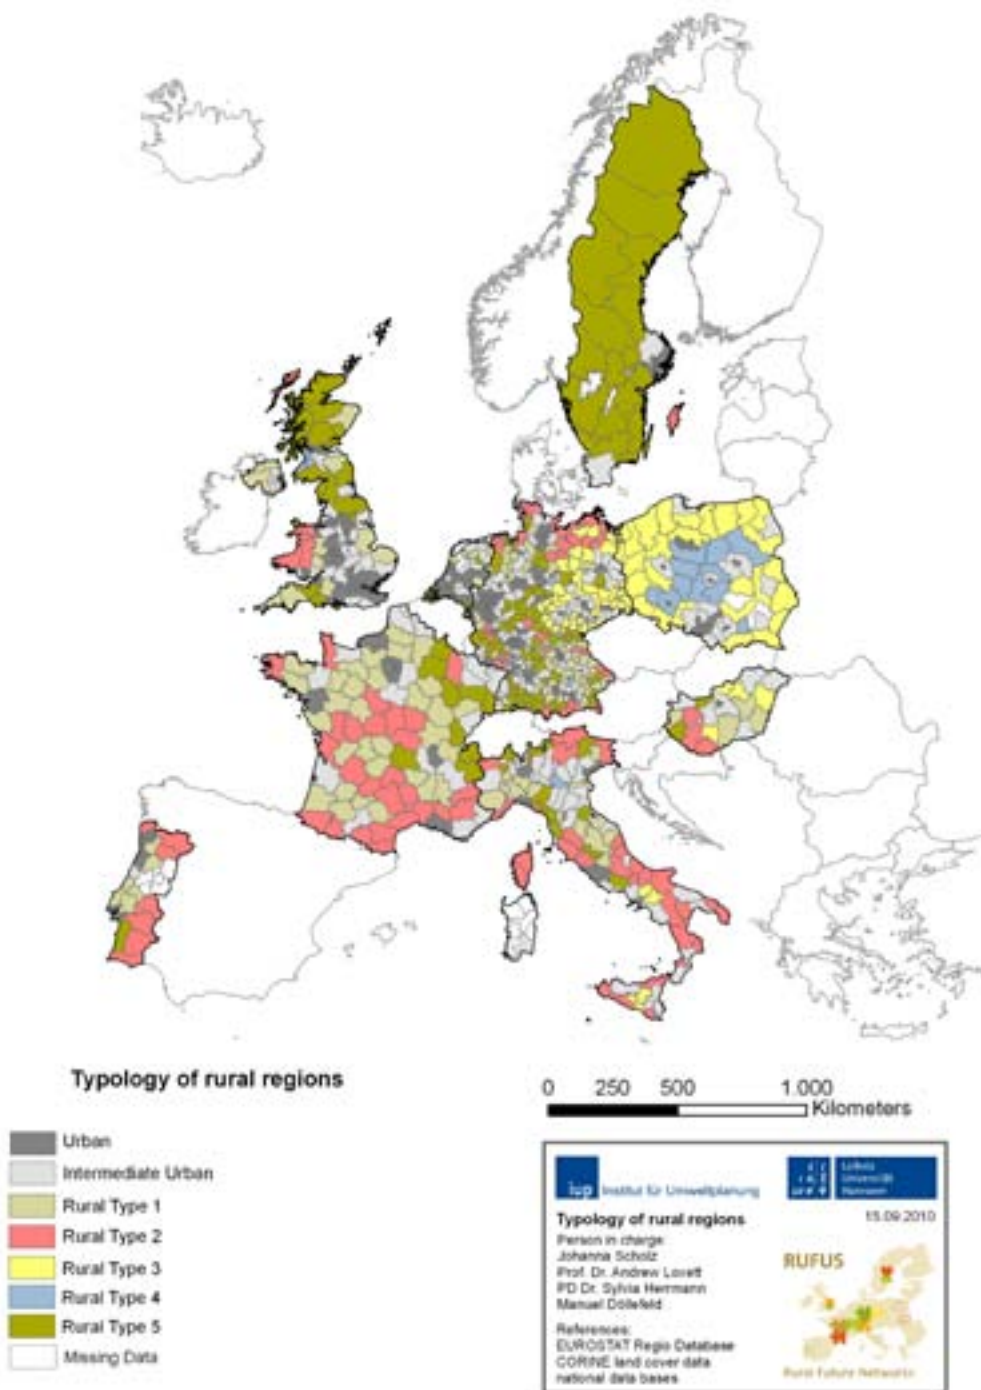 Typology of rural regions
0 250 500 1.000
Kilometers
Urban
Intermediate Urban
Rural Type 1
Rural Type 2
Rural Type 3
Rural Type 4
Rural Type 5
Missing Data
iup Institut für Umweltplanung
Leibniz
Universität
Hannover
Typology of rural regions
15.09.2010
Person in charge:
Johanna Scholz
Prof. Dr. Andrew Lovett
PD Dr. Sylvia Herrmann
Manuel Döllefeld
RUFUS
References:
EUROSTAT Regio Database
CORINE land cover data
national data bases
Rural Future Networks